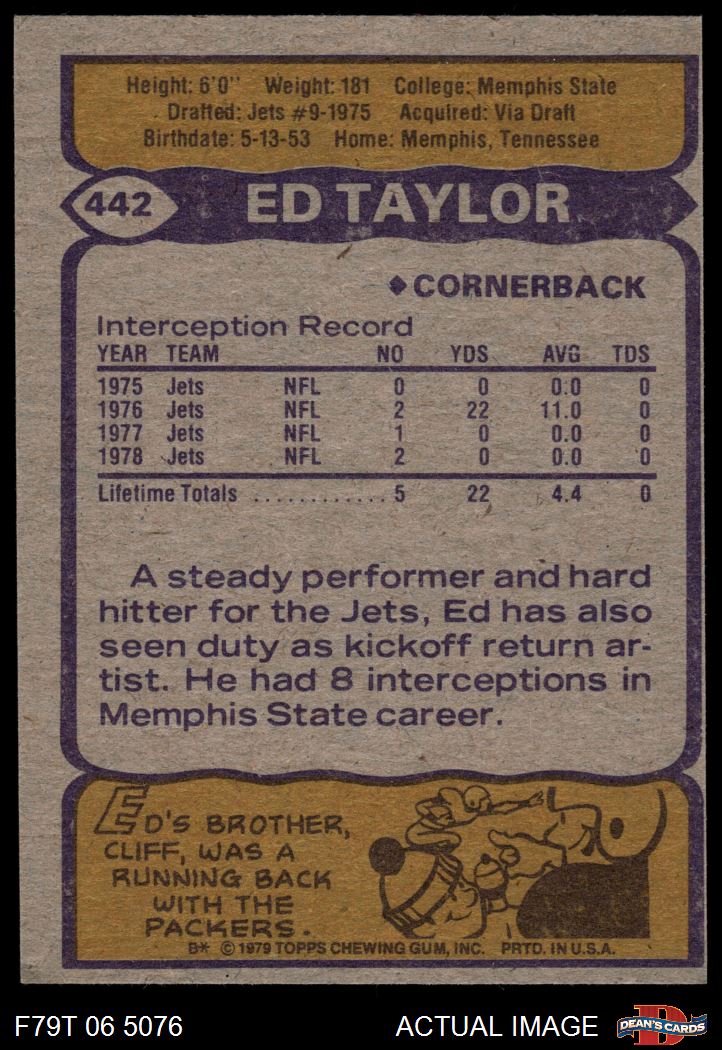 Height: 6'0" Weight: 181 College: Memphis State
Drafted: Jets #9-1975 Acquired: Via Draft
Birthdate: 5-13-53 Home: Memphis, Tennessee
442 ED TAYLOR
CORNERBACK
Interception Record
YEAR TEAM NO YDS AVG TDS
1975 Jets NFL 0 0 0.0 0
1976 Jets NFL 2 22 11.0 0
1977 Jets NFL 1 0 0.0 0
1978 Jets NFL 2 0 0.0 0
Lifetime Totals ............ 5 22 4.4 0
A steady performer and hard
hitter for the Jets, Ed has also
seen duty as kickoff return ar-
tist. He had 8 interceptions in
Memphis State career.
ED'S BROTHER,
CLIFF, WAS A
RUNNING BACK
WITH THE
PACKERS.
B* © 1979 TOPPS CHEWING GUM, INC. PRTD. IN U.S.A.
F79T 06 5076 ACTUAL IMAGE D DEAN'S CARDS